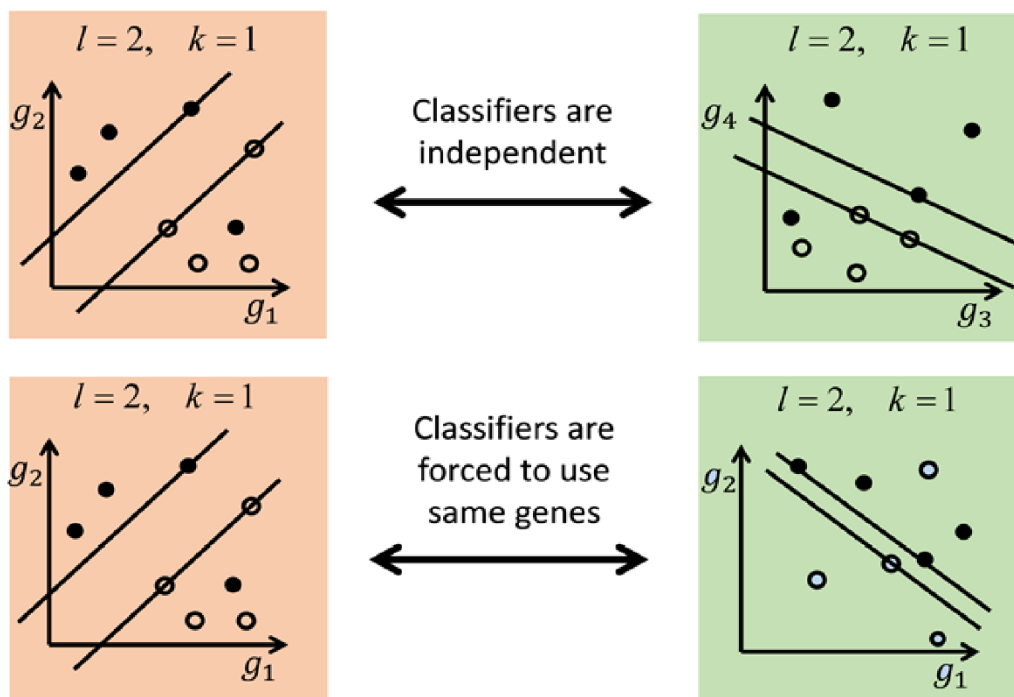 l = 2, k = 1
g₂
g₁
Classifiers are
independent
l = 2, k = 1
g₄
g₃
l = 2, k = 1
g₂
g₁
Classifiers are
forced to use
same genes
l = 2, k = 1
g₂
g₁